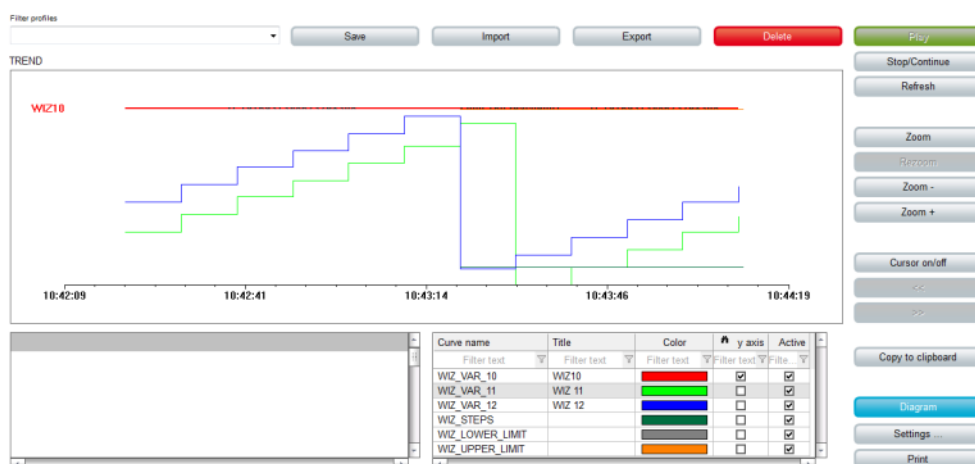 Filter profiles
Save
Import
Export
Delete
Play
Stop/Continue
Refresh
Zoom
Rezoom
Zoom -
Zoom +
Cursor on/off
<<
>>
Copy to clipboard
Diagram
Settings ...
Print
TREND
WIZ10
10:42:09 10:42:41 10:43:14 10:43:46 10:44:19
Curve name Title Color y axis Active
Filter text Filter text Filter text Filter text Filte...
WIZ_VAR_10 WIZ10
WIZ_VAR_11 WIZ 11
WIZ_VAR_12 WIZ 12
WIZ_STEPS
WIZ_LOWER_LIMIT
WIZ_UPPER_LIMIT